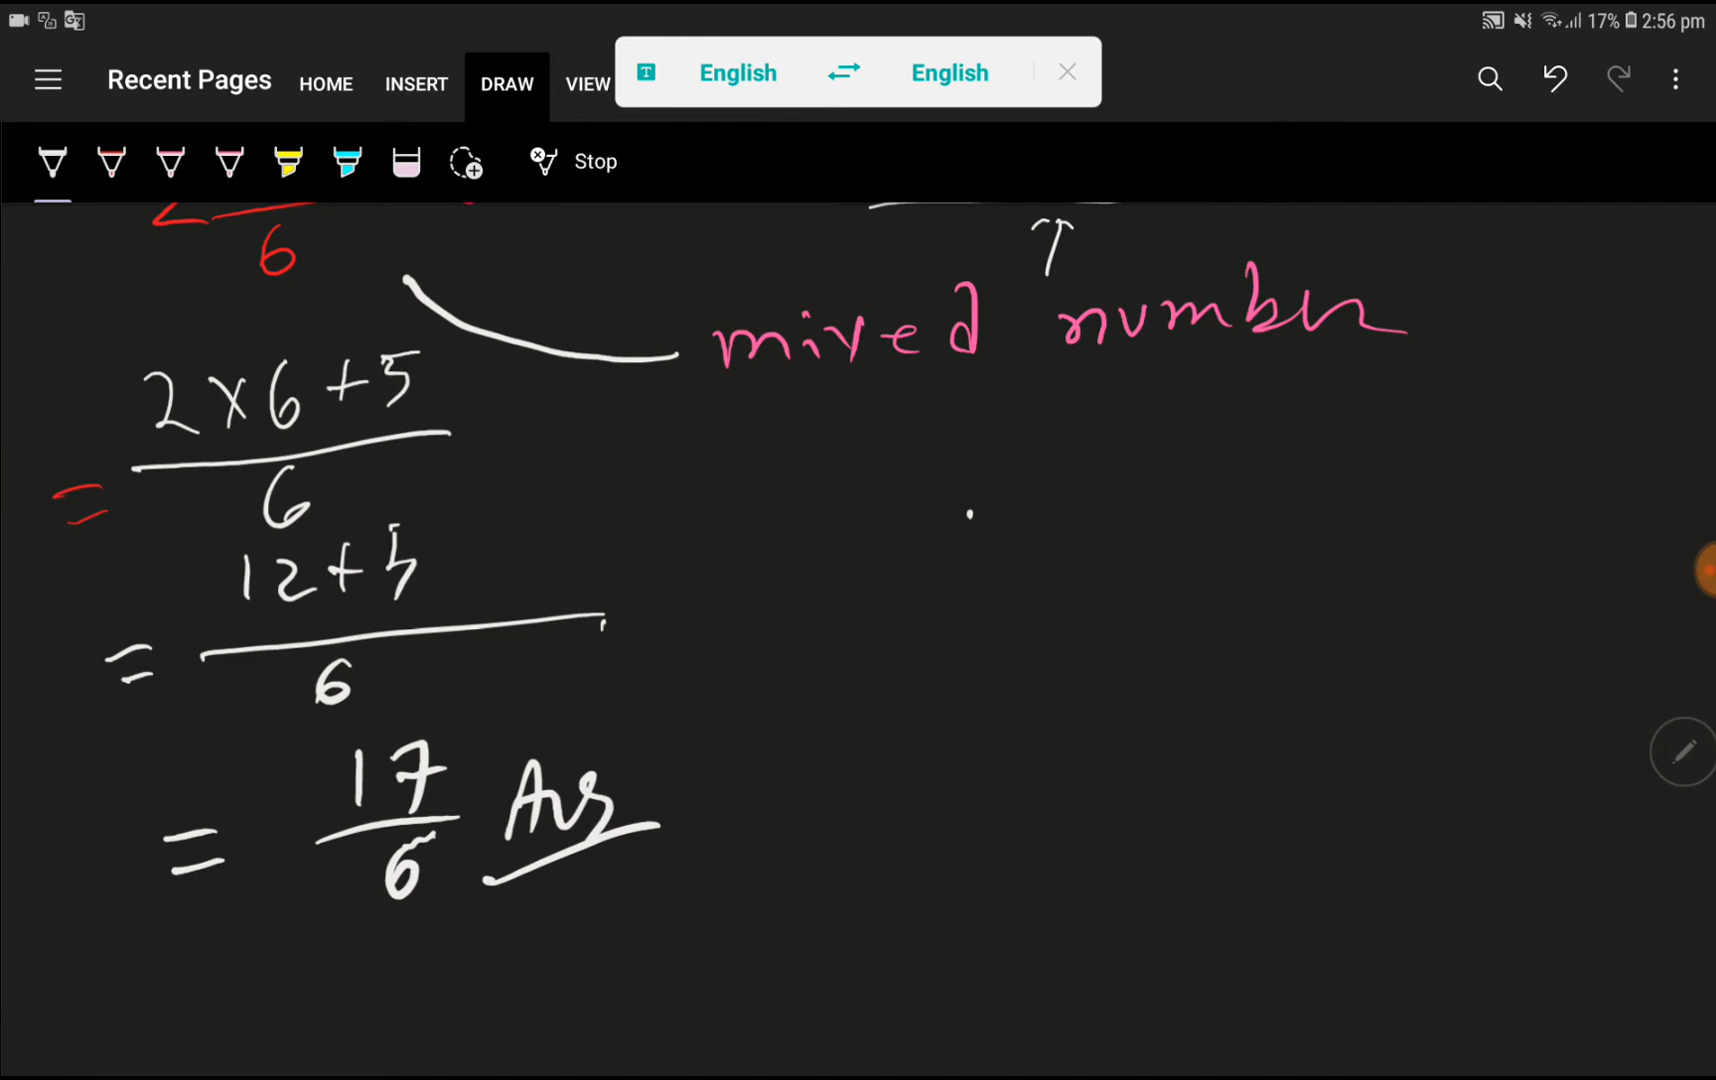 17% 2:56 pm
Recent Pages HOME INSERT DRAW VIEW English English
Stop
2
6
mixed number
2 × 6 + 5
=
6
12 + 5
=
6
17
= Ans
6